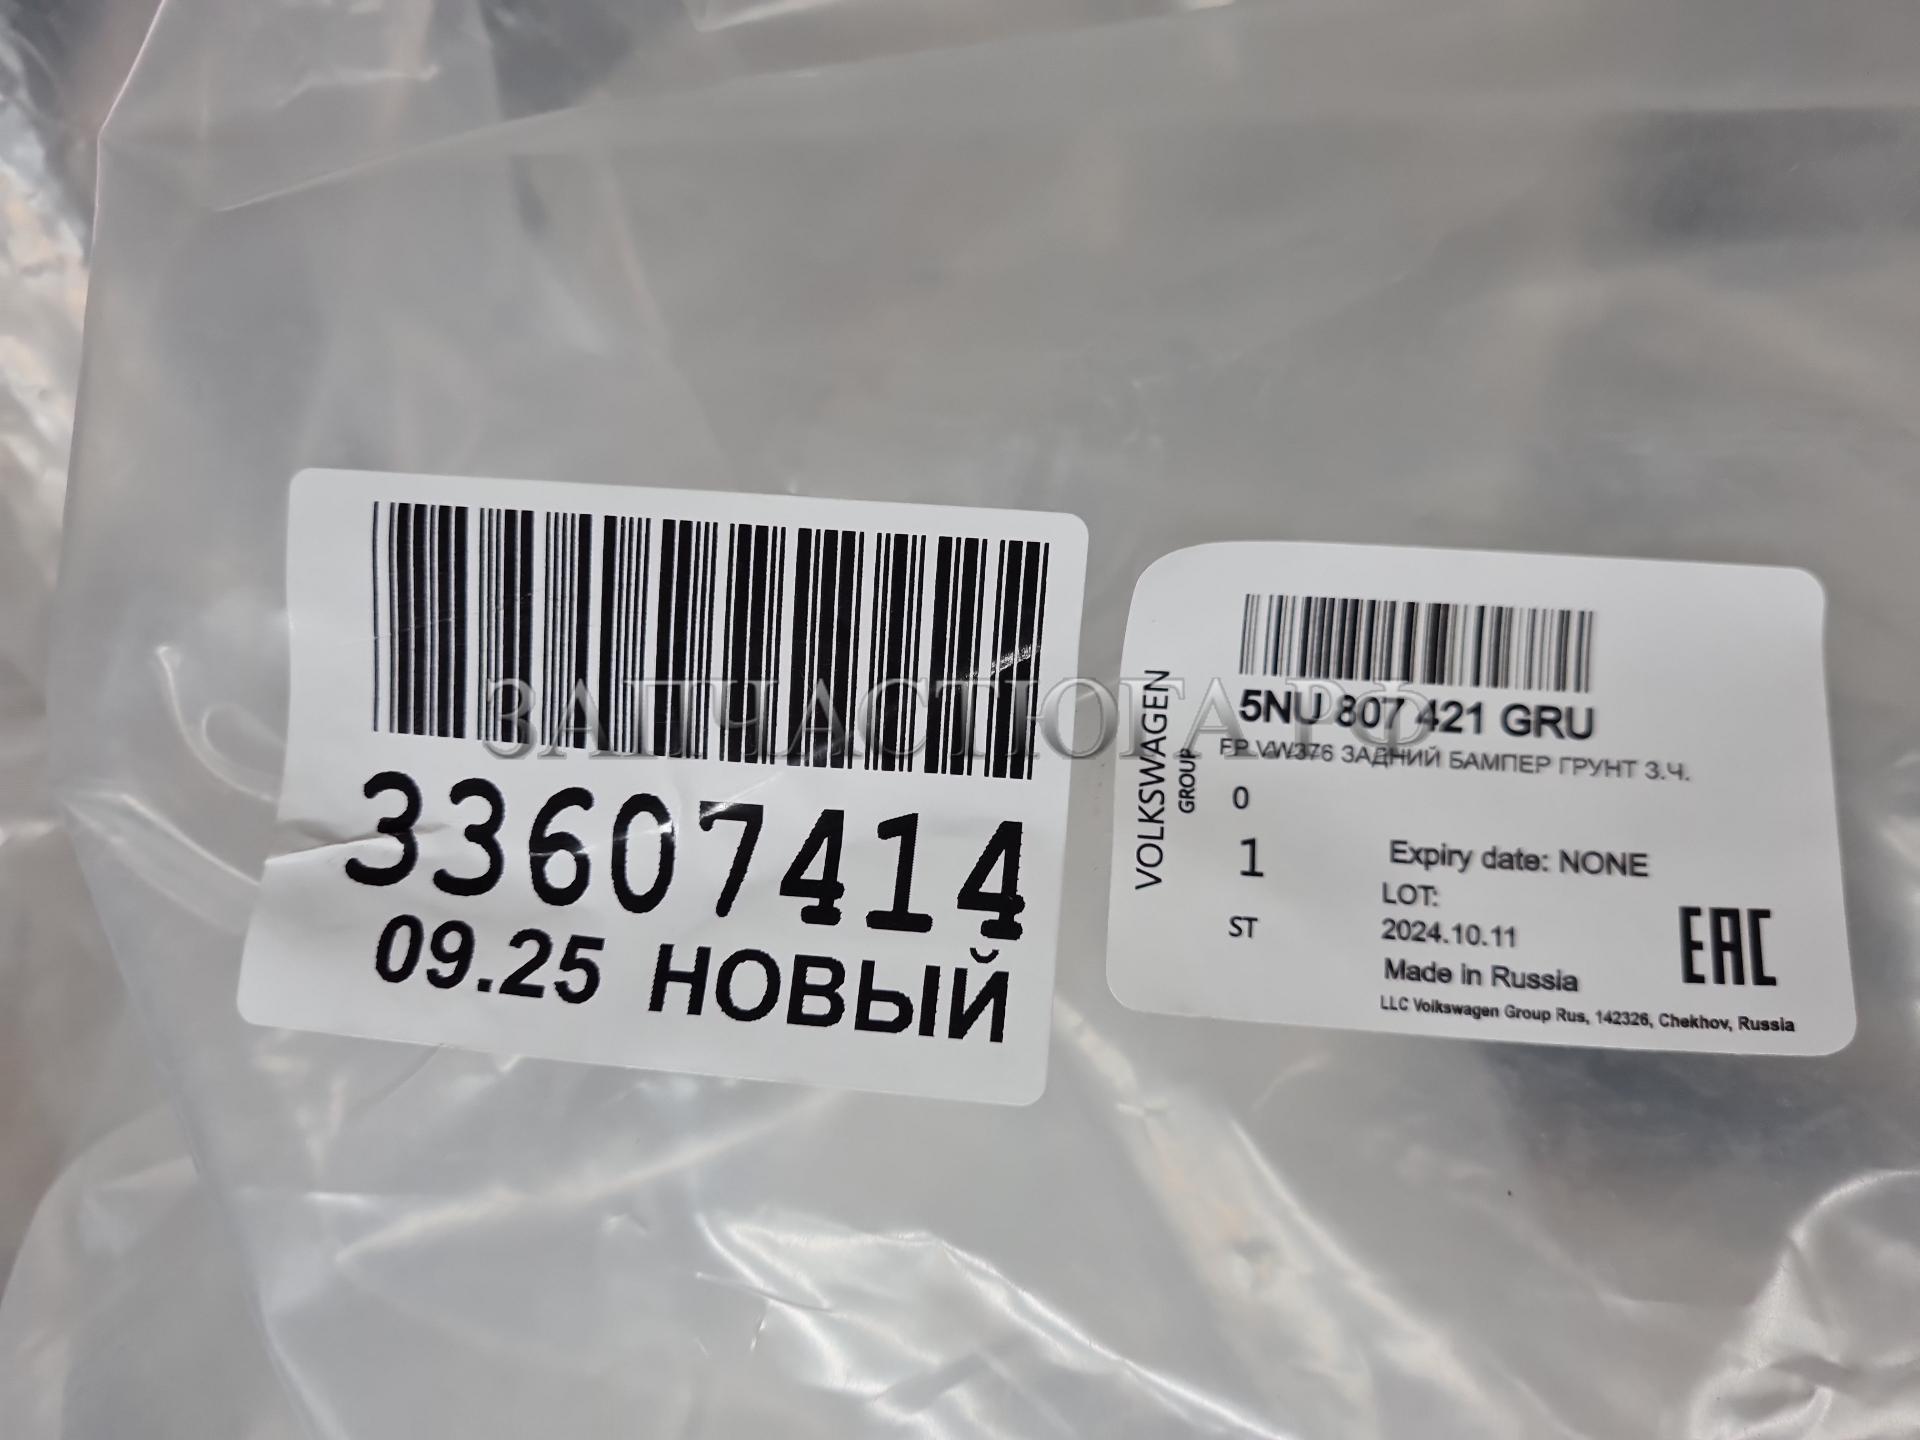 33607414
09.25 НОВЫЙ
ЗАПЧАСТЮГА.РФ
VOLKSWAGEN
GROUP
5NU 807 421 GRU
FP VW376 ЗАДНИЙ БАМПЕР ГРУНТ З.Ч.
0
1
ST
Expiry date: NONE
LOT:
2024.10.11
Made in Russia
EAC
LLC Volkswagen Group Rus, 142326, Chekhov, Russia